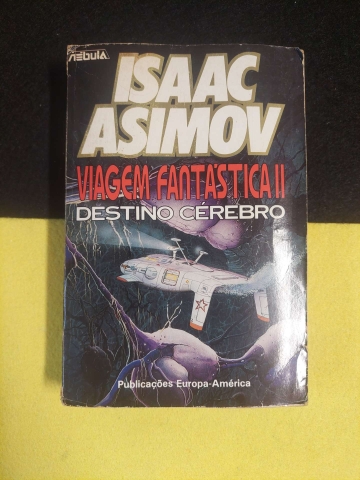 nebula
ISAAC
ASIMOV
VIAGEM FANTÁSTICA II
DESTINO CÉREBRO
Publicações Europa-América